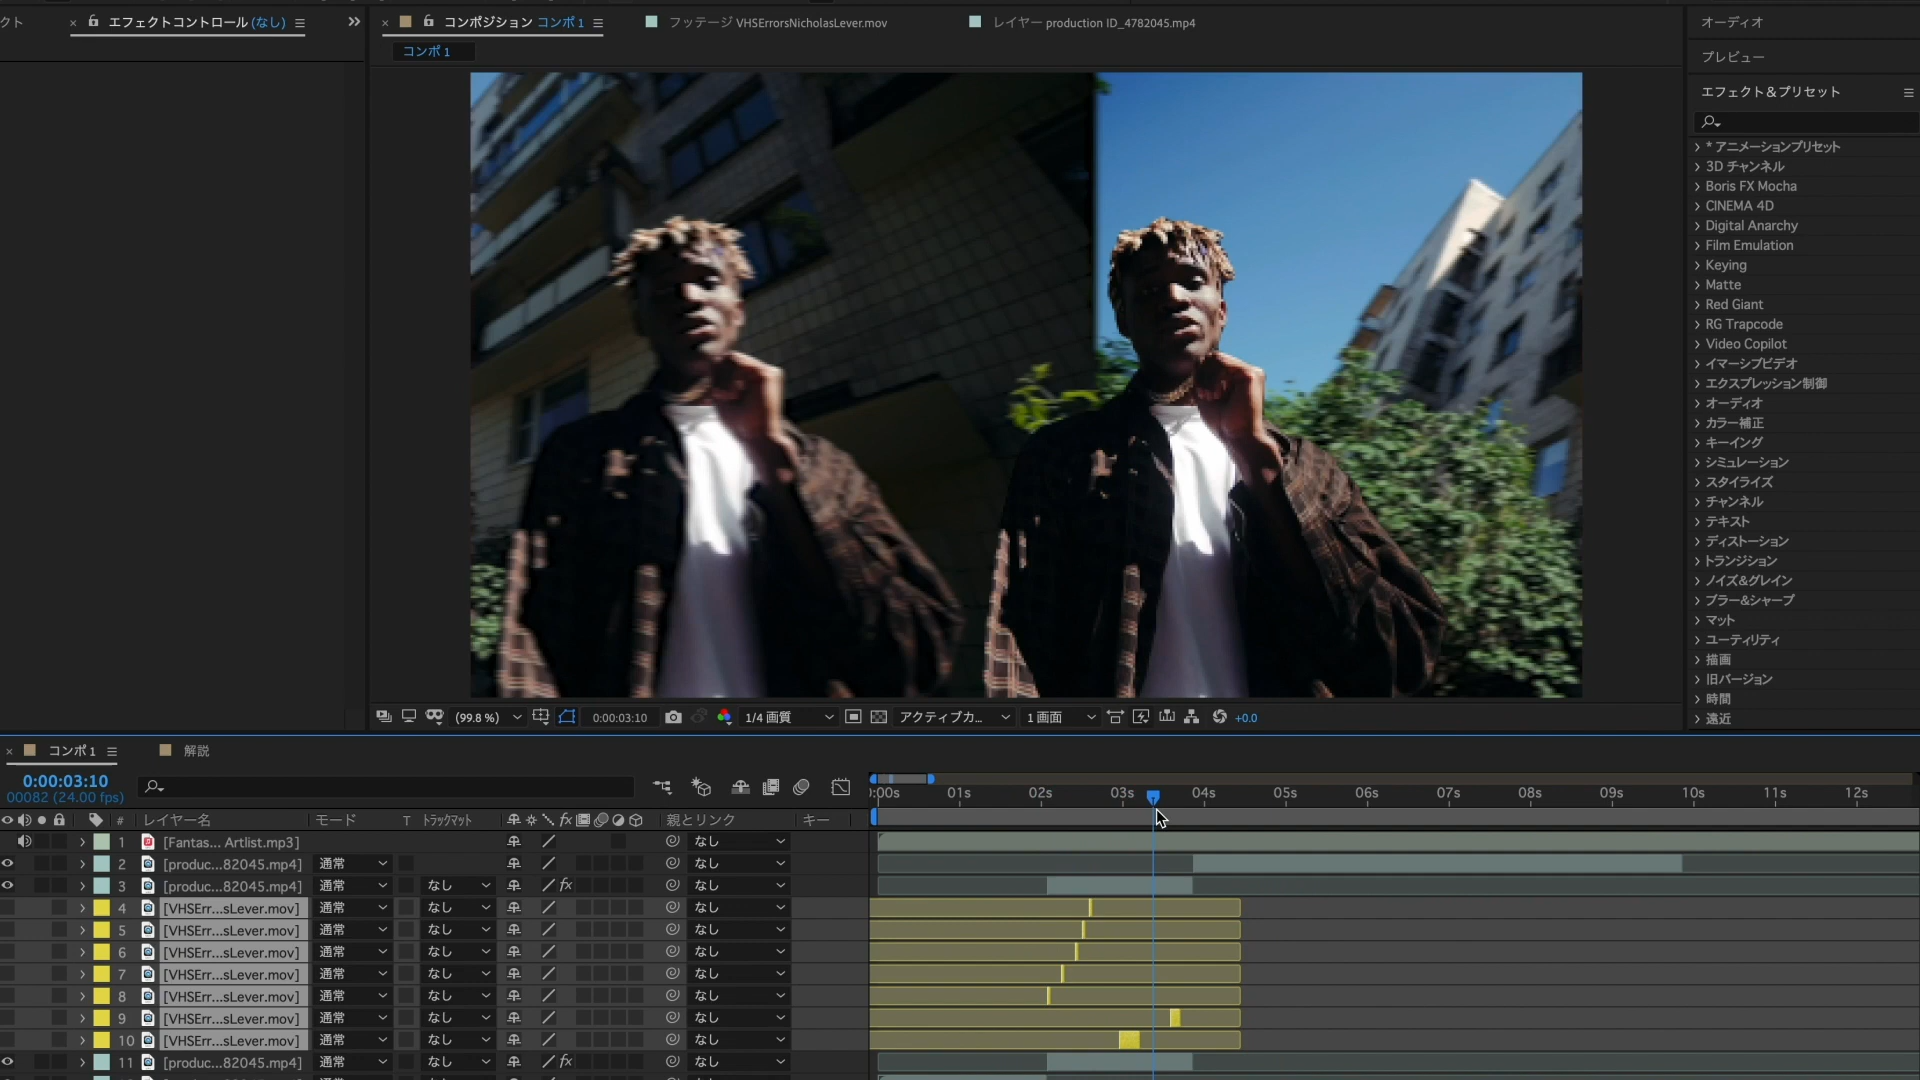 クト
× エフェクトコントロール (なし)
× コンポジション コンポ 1
フッテージ VHSErrorsNicholasLever.mov
レイヤー production ID_4782045.mp4
コンポ 1
オーディオ
プレビュー
エフェクト＆プリセット
* アニメーションプリセット
3D チャンネル
Boris FX Mocha
CINEMA 4D
Digital Anarchy
Film Emulation
Keying
Matte
Red Giant
RG Trapcode
Video Copilot
イマーシブビデオ
エクスプレッション制御
オーディオ
カラー補正
キーイング
シミュレーション
スタイライズ
チャンネル
テキスト
ディストーション
トランジション
ノイズ&グレイン
ブラー&シャープ
マット
ユーティリティ
描画
旧バージョン
時間
遠近
(99.8 %)
0:00:03:10
1/4 画質
アクティブカ...
1 画面
+0.0
× コンポ 1
解説
0:00:03:10
00082 (24.00 fps)
):00s 01s 02s 03s 04s 05s 06s 07s 08s 09s 10s 11s 12s
# レイヤー名 モード T トラックマット fx 親とリンク キー
1 [Fantas... Artlist.mp3] なし
2 [produc...82045.mp4] 通常 なし
3 [produc...82045.mp4] 通常 なし fx なし
4 [VHSErr...sLever.mov] 通常 なし なし
5 [VHSErr...sLever.mov] 通常 なし なし
6 [VHSErr...sLever.mov] 通常 なし なし
7 [VHSErr...sLever.mov] 通常 なし なし
8 [VHSErr...sLever.mov] 通常 なし なし
9 [VHSErr...sLever.mov] 通常 なし なし
10 [VHSErr...sLever.mov] 通常 なし なし
11 [produc...82045.mp4] 通常 なし fx なし